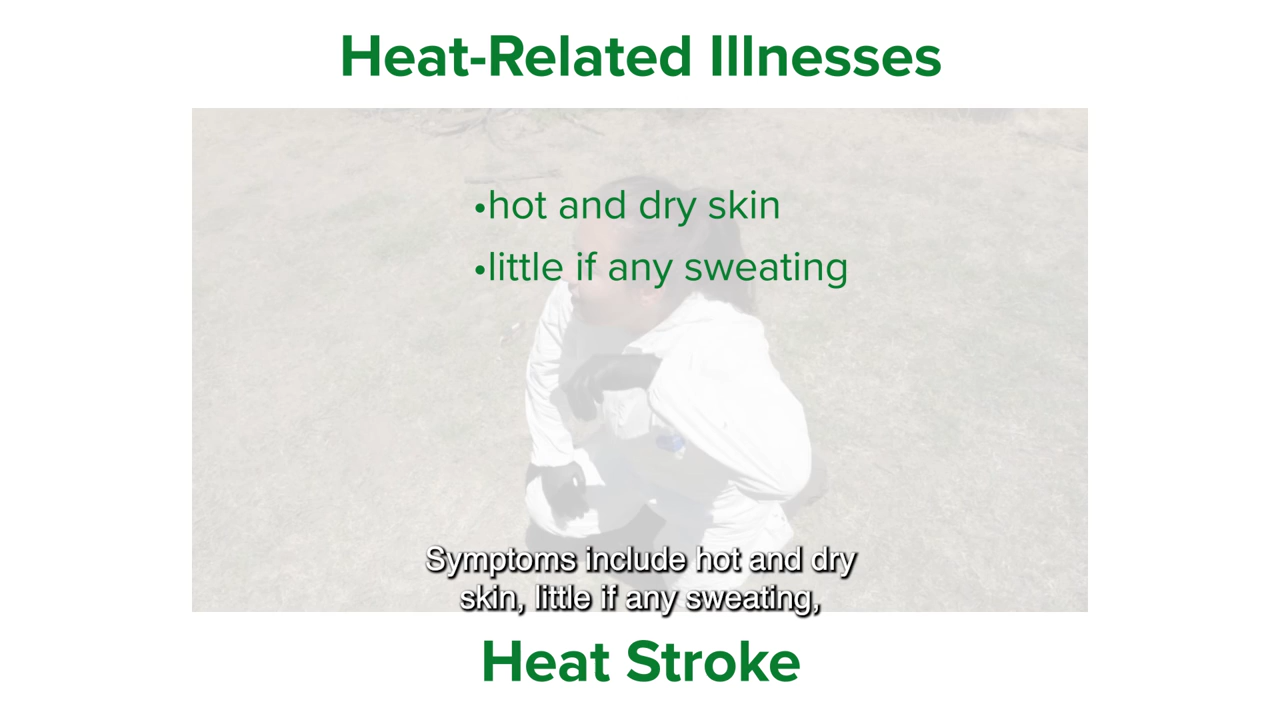 Heat-Related Illnesses
•hot and dry skin
•little if any sweating
Symptoms include hot and dry
skin, little if any sweating,
Heat Stroke